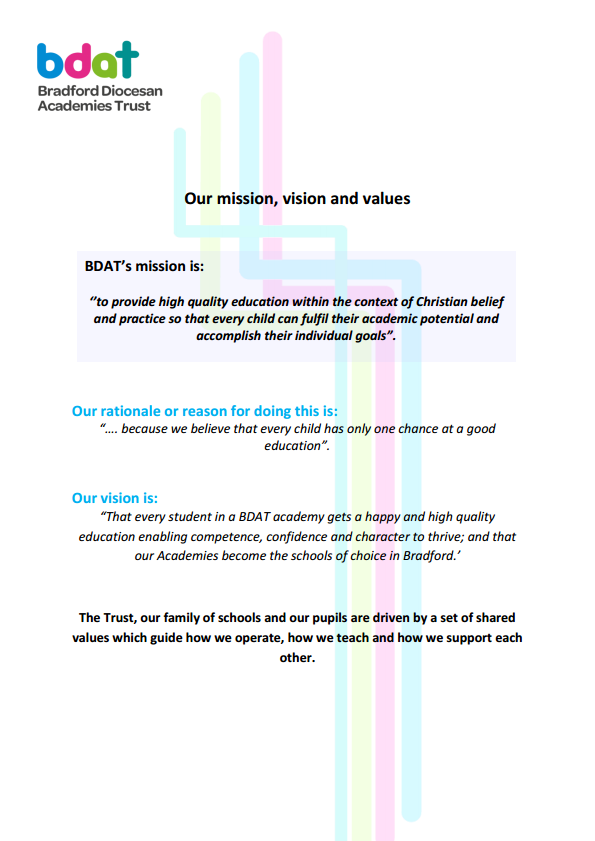 bdat
Bradford Diocesan
Academies Trust
Our mission, vision and values
BDAT’s mission is:
‘’to provide high quality education within the context of Christian belief
and practice so that every child can fulfil their academic potential and
accomplish their individual goals”.
Our rationale or reason for doing this is:
“…. because we believe that every child has only one chance at a good
education”.
Our vision is:
“That every student in a BDAT academy gets a happy and high quality
education enabling competence, confidence and character to thrive; and that
our Academies become the schools of choice in Bradford.’
The Trust, our family of schools and our pupils are driven by a set of shared
values which guide how we operate, how we teach and how we support each
other.